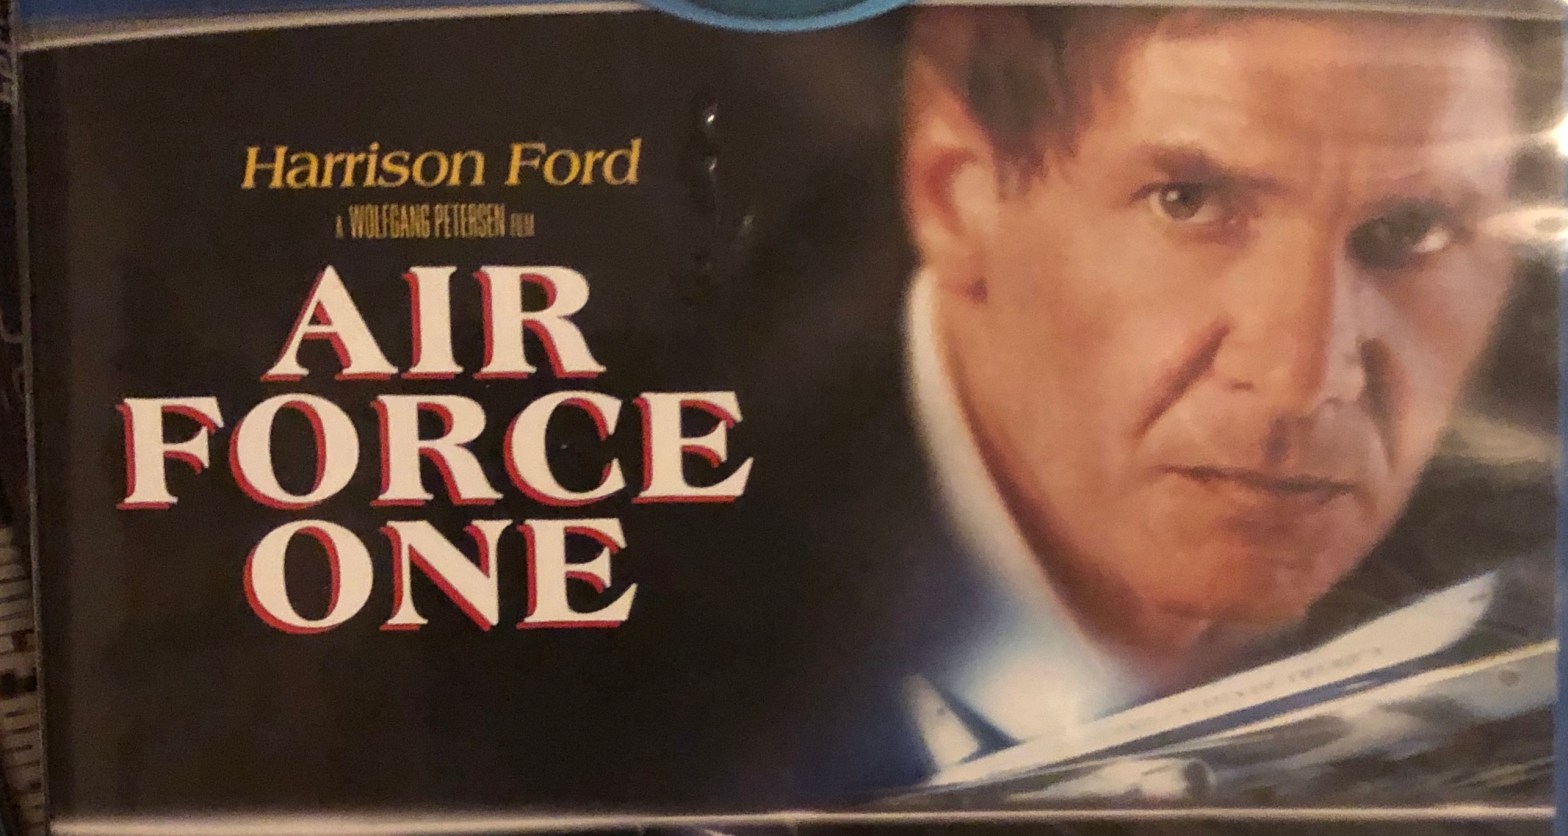 Harrison Ford
A WOLFGANG PETERSEN FILM
AIR
FORCE
ONE